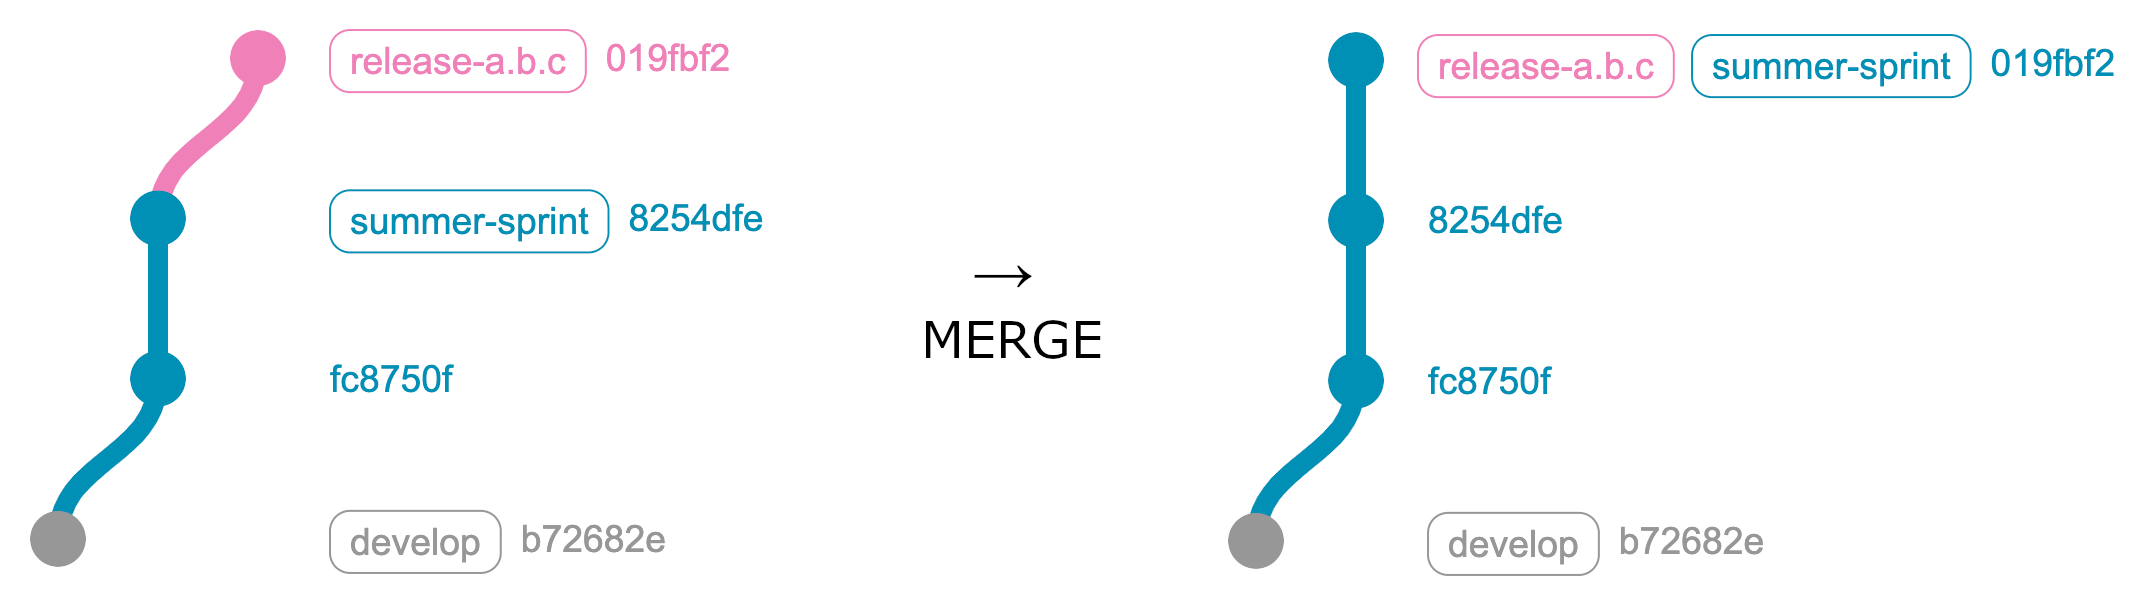 release-a.b.c 019fbf2
summer-sprint 8254dfe
fc8750f
develop b72682e
→
MERGE
release-a.b.c summer-sprint 019fbf2
8254dfe
fc8750f
develop b72682e